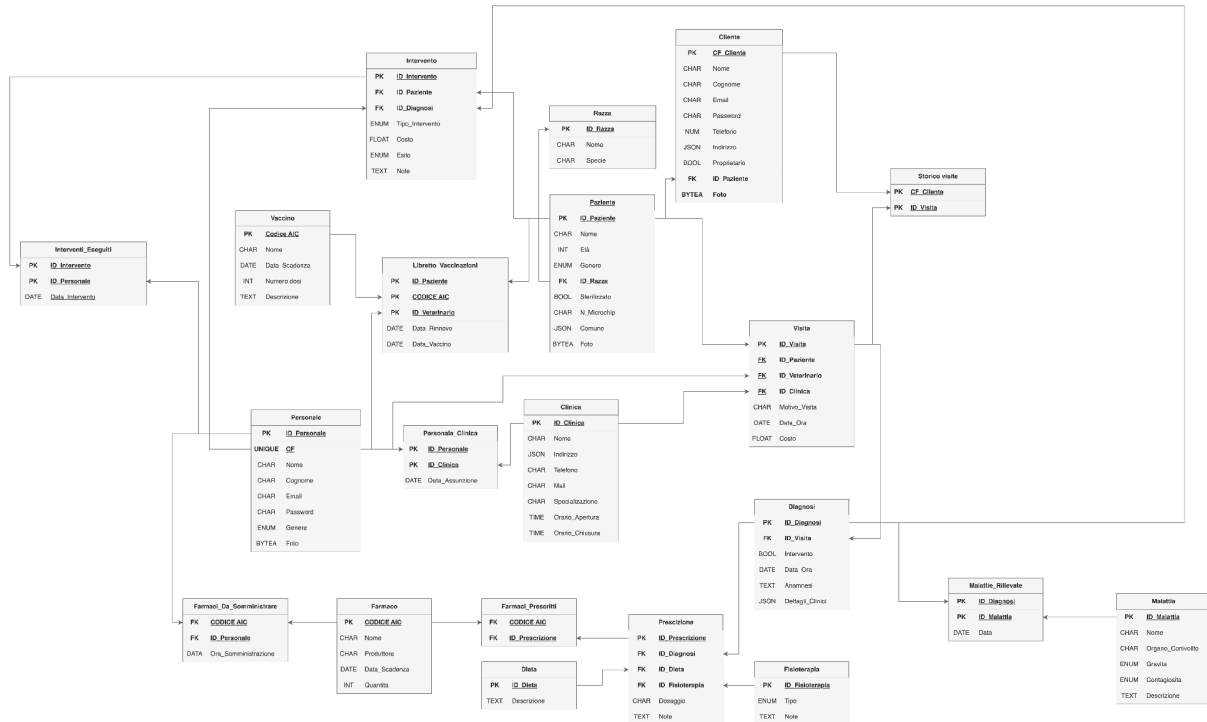 Cliente
PK CF_Cliente
CHAR Nome
CHAR Cognome
CHAR Email
CHAR Password
NUM Telefono
JSON Indirizzo
BOOL Proprietario
FK ID_Paziente
BYTEA Foto
Intervento
PK ID_Intervento
FK ID_Paziente
FK ID_Diagnosi
ENUM Tipo_Intervento
FLOAT Costo
ENUM Esito
TEXT Note
Razza
PK ID_Razza
CHAR Nome
CHAR Specie
Storico visite
PK CF_Cliente
PK ID_Visita
Paziente
PK ID_Paziente
CHAR Nome
INT Età
ENUM Genere
FK ID_Razza
BOOL Sterilizzato
CHAR N_Microchip
JSON Comune
BYTEA Foto
Vaccino
PK Codice AIC
CHAR Nome
DATE Data_Scadenza
INT Numero dosi
TEXT Descrizione
Interventi_Eseguiti
PK ID_Intervento
PK ID_Personale
DATE Data_Intervento
Libretto_Vaccinazioni
PK ID_Paziente
PK CODICE AIC
PK ID_Veterinario
DATE Data_Rinnovo
DATE Data_Vaccino
Visita
PK ID_Visita
FK ID_Paziente
FK ID_Veterinario
FK ID_Clinica
CHAR Motivo_Visita
DATE Data_Ora
FLOAT Costo
Personale
PK ID_Personale
UNIQUE CF
CHAR Nome
CHAR Cognome
CHAR Email
CHAR Password
ENUM Genere
BYTEA Foto
Personale_Clinica
PK ID_Personale
PK ID_Clinica
DATE Data_Assunzione
Clinica
PK ID_Clinica
CHAR Nome
JSON Indirizzo
CHAR Telefono
CHAR Mail
CHAR Specializzazione
TIME Orario_Apertura
TIME Orario_Chiusura
Diagnosi
PK ID_Diagnosi
FK ID_Visita
BOOL Intervento
DATE Data_Ora
TEXT Anamnesi
JSON Dettagli_Clinici
Malattie_Rillevate
PK ID_Diagnosi
PK ID_Malattia
DATE Data
Malattia
PK ID_Malattia
CHAR Nome
CHAR Organo_Conivolto
ENUM Gravita
ENUM Contagiosita
TEXT Descrizione
Farmaci_Da_Somministrare
FK CODICE AIC
FK ID_Personale
DATA Ora_Somministrazione
Farmaco
PK CODICE AIC
CHAR Nome
CHAR Produttore
DATE Data_Scadenza
INT Quantita
Farmaci_Prescritti
FK CODICE AIC
FK ID_Prescrizione
Dieta
PK ID_Dieta
TEXT Descrizione
Prescizione
PK ID_Prescrizione
FK ID_Diagnosi
FK ID_Dieta
FK ID_Fisioterapia
CHAR Dosaggio
TEXT Note
Fisioterapia
PK ID_Fisioterapia
ENUM Tipo
TEXT Note